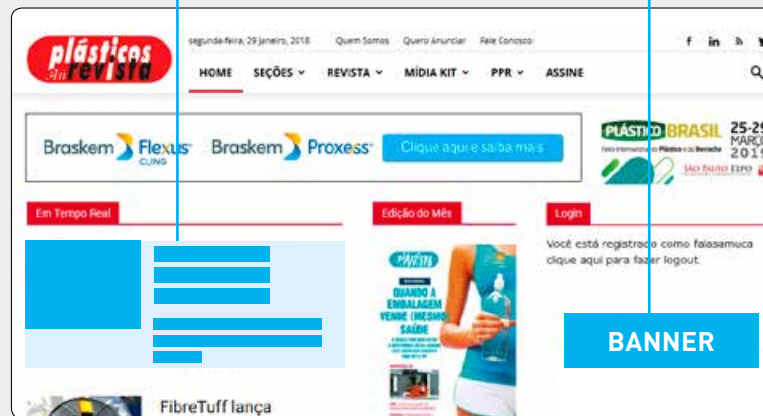 segunda-feira, 29 janeiro, 2018 Quem Somos Quero Anunciar Fale Conosco
plásticos
em revista
HOME SEÇÕES REVISTA MÍDIA KIT PPR ASSINE
Braskem Flexus CLING Braskem Proxess Clique aqui e saiba mais
PLÁSTICO BRASIL 25-29
MARÇO
2019
SÃO PAULO EXPO
Em Tempo Real
Edição do Mês
Login
Você está registrado como falasamuca
clique aqui para fazer logout
QUANDO A
EMBALAGEM
VENDE (MESMO)
SAÚDE
BANNER
FibreTuff lança